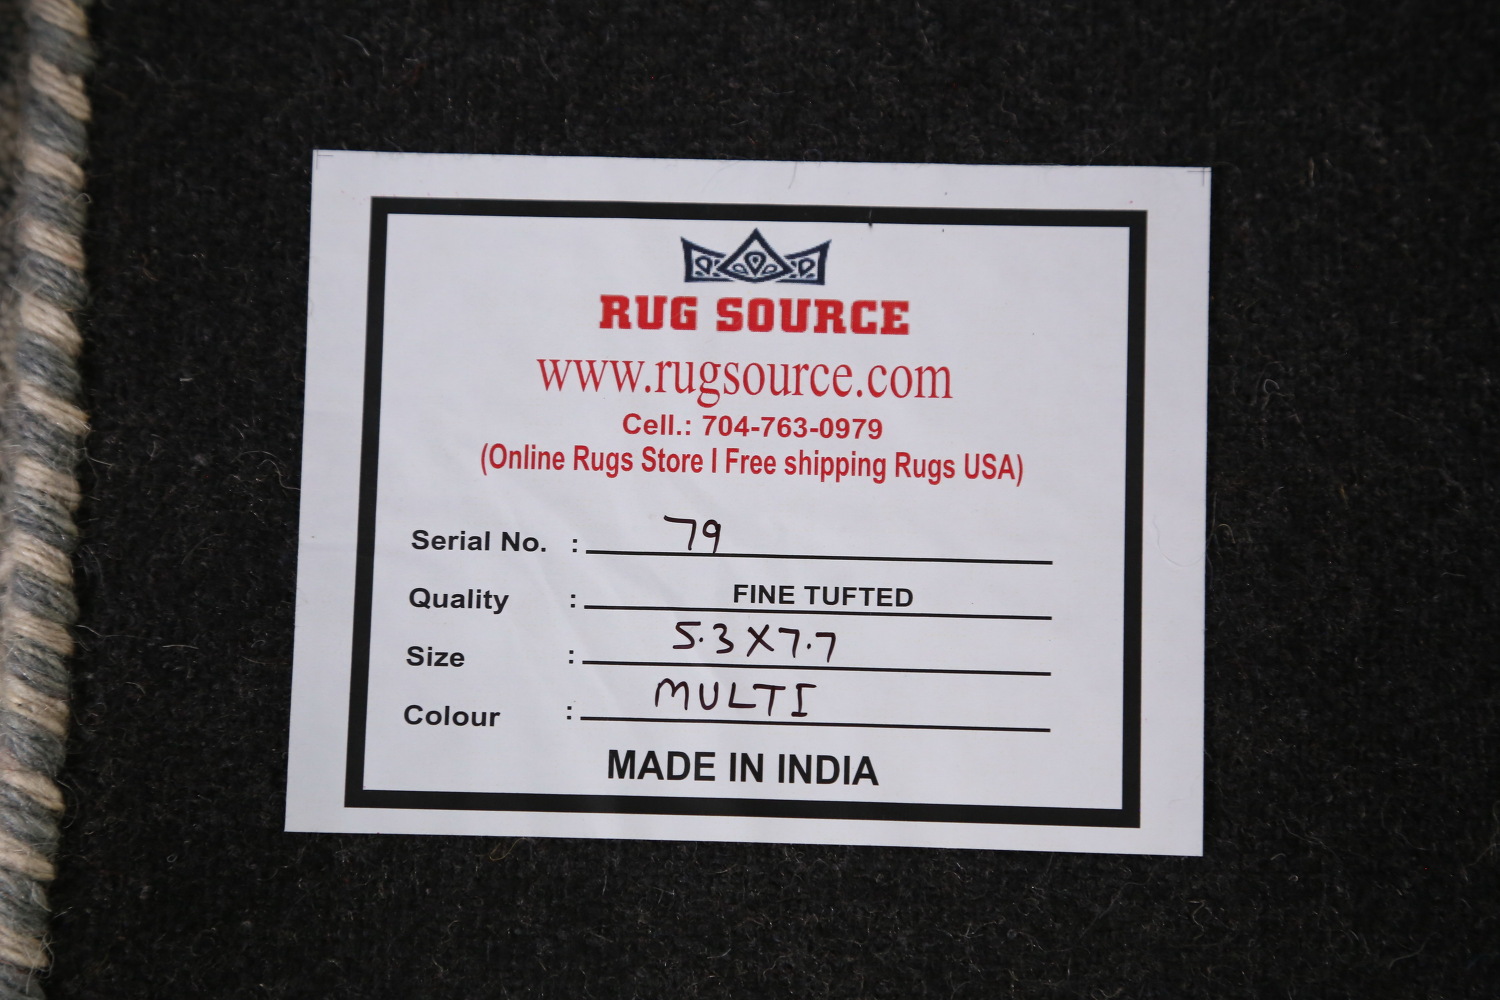 RUG SOURCE
www.rugsource.com
Cell.: 704-763-0979
(Online Rugs Store I Free shipping Rugs USA)
Serial No. : 79
Quality : FINE TUFTED
Size : 5.3X7.7
Colour : MULTI
MADE IN INDIA